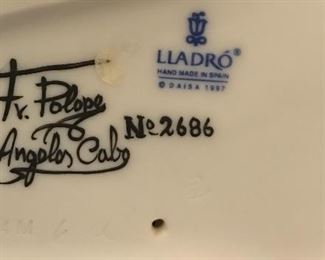 LLADRÓ®
HAND MADE IN SPAIN
© DAISA 1997
Fr. Polope
Angeles Cabo
Nº 2686